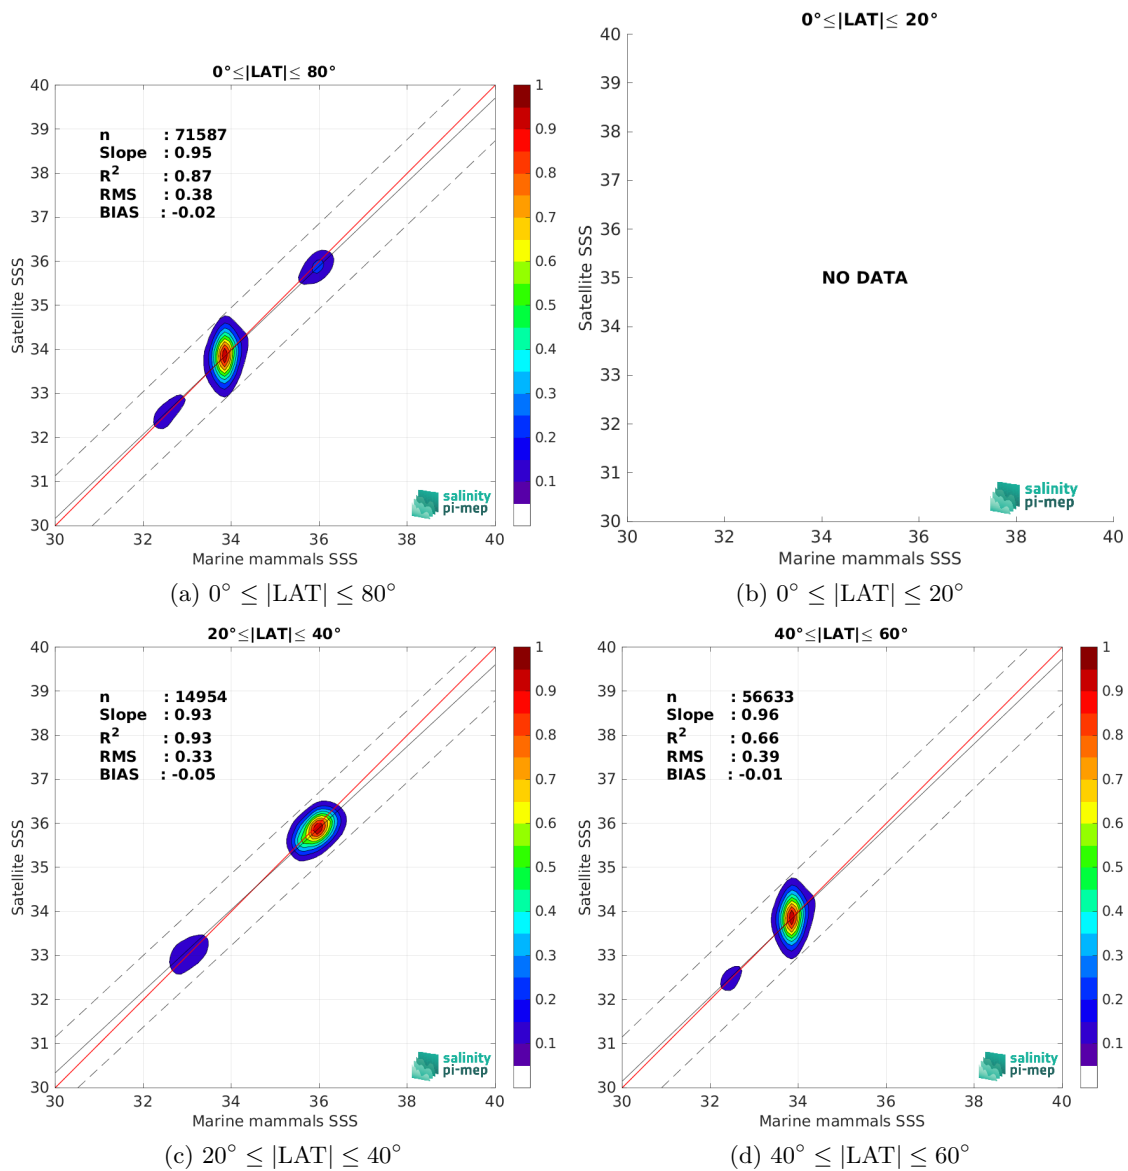 0°≤|LAT|≤ 80°
40
39
38
37
36
35
34
33
32
31
30
Satellite SSS
n : 71587
Slope : 0.95
R² : 0.87
RMS : 0.38
BIAS : -0.02
salinity
pi-mep
30 32 34 36 38 40
Marine mammals SSS
1
0.9
0.8
0.7
0.6
0.5
0.4
0.3
0.2
0.1
(a) 0° ≤ |LAT| ≤ 80°
0°≤|LAT|≤ 20°
40
39
38
37
36
35
34
33
32
31
30
Satellite SSS
NO DATA
salinity
pi-mep
30 32 34 36 38 40
Marine mammals SSS
(b) 0° ≤ |LAT| ≤ 20°
20°≤|LAT|≤ 40°
40
39
38
37
36
35
34
33
32
31
30
Satellite SSS
n : 14954
Slope : 0.93
R² : 0.93
RMS : 0.33
BIAS : -0.05
salinity
pi-mep
30 32 34 36 38 40
Marine mammals SSS
1
0.9
0.8
0.7
0.6
0.5
0.4
0.3
0.2
0.1
(c) 20° ≤ |LAT| ≤ 40°
40°≤|LAT|≤ 60°
40
39
38
37
36
35
34
33
32
31
30
Satellite SSS
n : 56633
Slope : 0.96
R² : 0.66
RMS : 0.39
BIAS : -0.01
salinity
pi-mep
30 32 34 36 38 40
Marine mammals SSS
1
0.9
0.8
0.7
0.6
0.5
0.4
0.3
0.2
0.1
(d) 40° ≤ |LAT| ≤ 60°